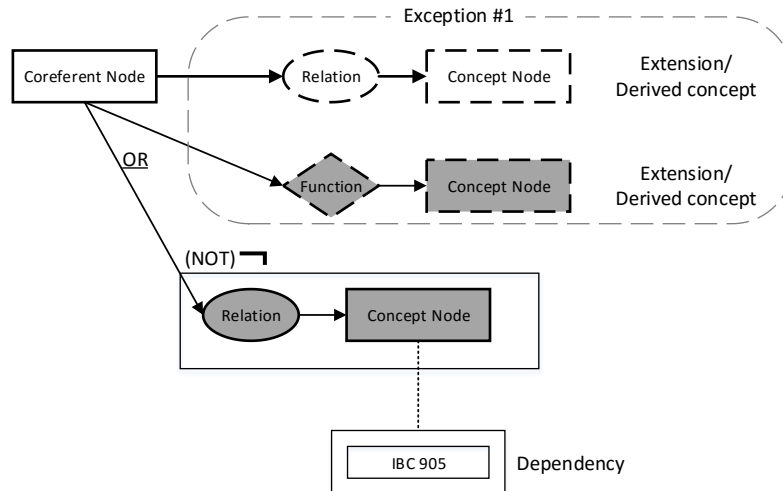 Exception #1
Coreferent Node
Relation
Concept Node
Extension/
Derived concept
OR
Function
Concept Node
Extension/
Derived concept
(NOT) ¬
Relation
Concept Node
IBC 905
Dependency